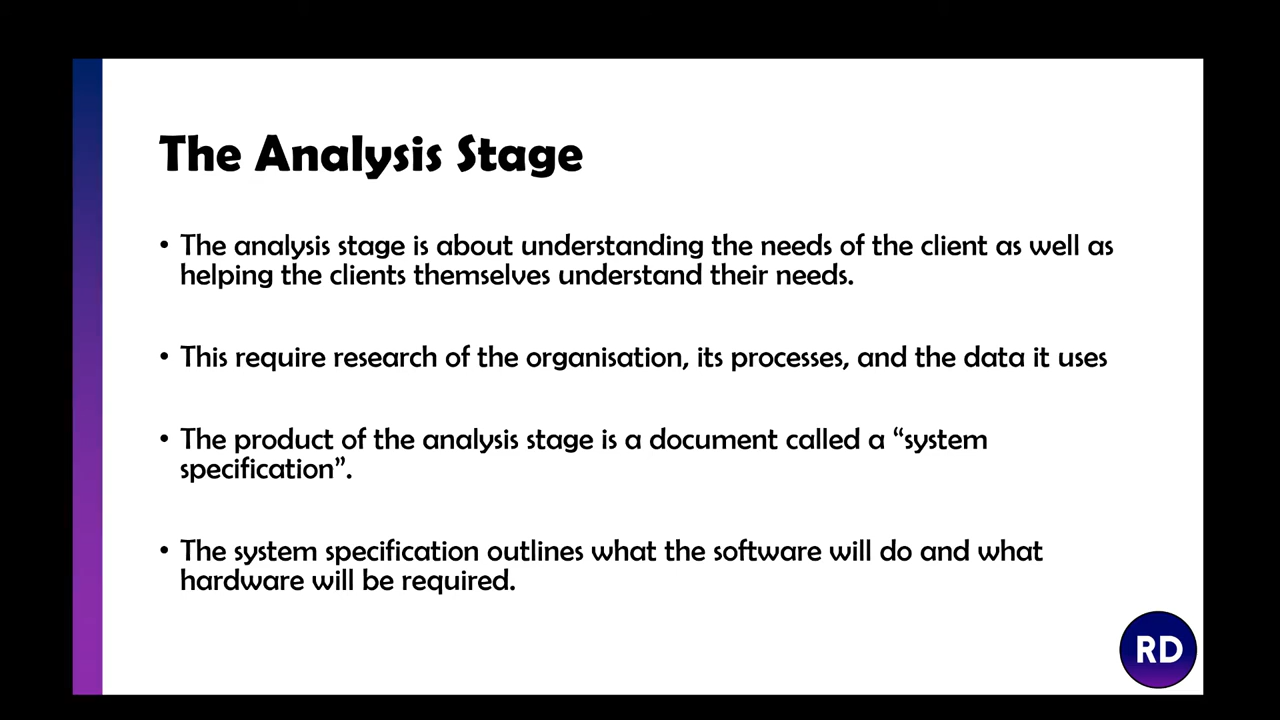 The Analysis Stage
• The analysis stage is about understanding the needs of the client as well as
helping the clients themselves understand their needs.
• This require research of the organisation, its processes, and the data it uses
• The product of the analysis stage is a document called a “system
specification”.
• The system specification outlines what the software will do and what
hardware will be required.
RD